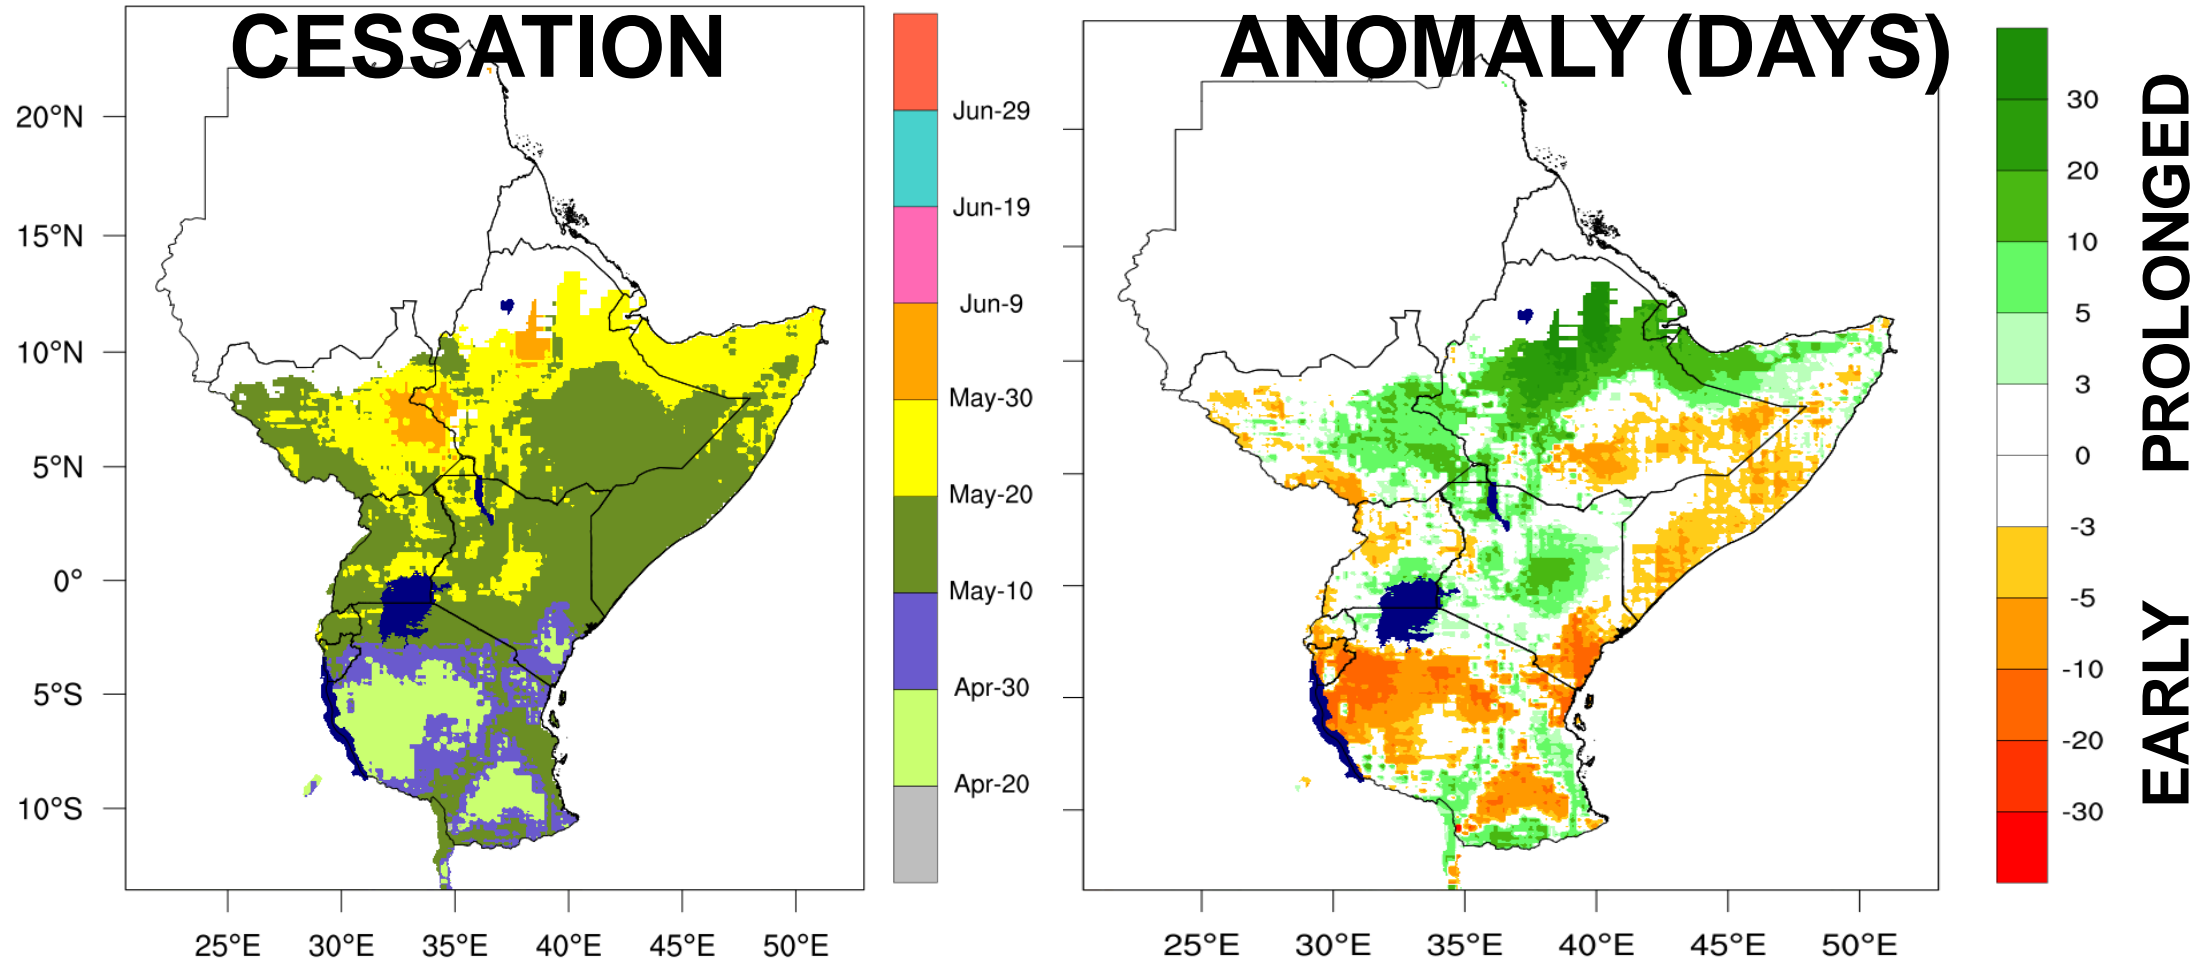 CESSATION
20°N
15°N
10°N
5°N
0°
5°S
10°S
25°E 30°E 35°E 40°E 45°E 50°E
Jun-29
Jun-19
Jun-9
May-30
May-20
May-10
Apr-30
Apr-20
ANOMALY (DAYS)
25°E 30°E 35°E 40°E 45°E 50°E
30
20
10
5
3
0
-3
-5
-10
-20
-30
PROLONGED
EARLY